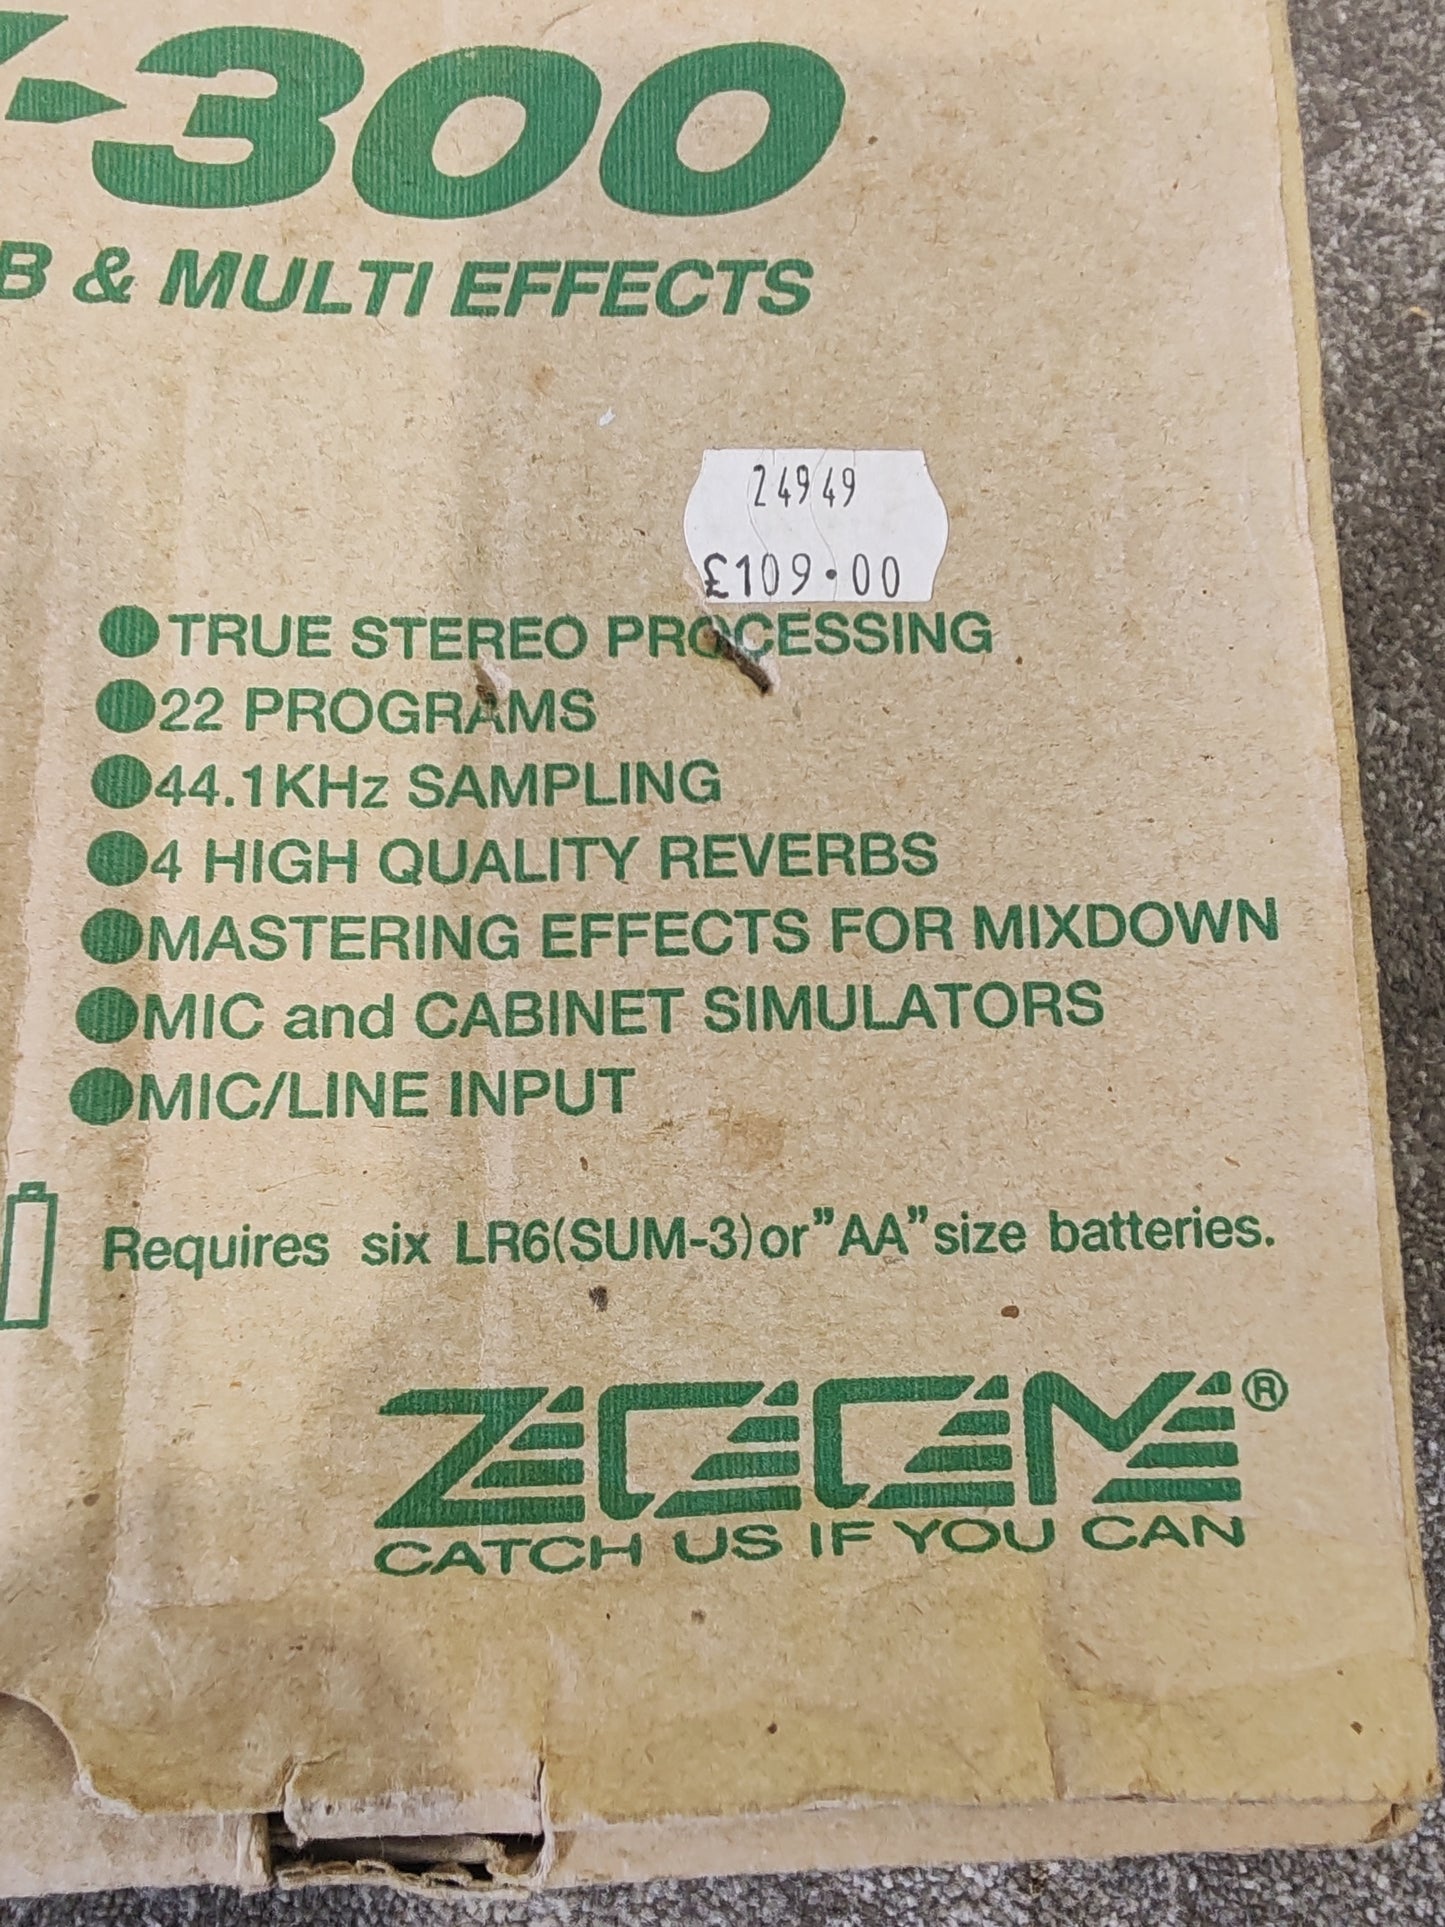 -300
& MULTI EFFECTS
24949
£109.00
●TRUE STEREO PROCESSING
●22 PROGRAMS
●44.1KHz SAMPLING
●4 HIGH QUALITY REVERBS
●MASTERING EFFECTS FOR MIXDOWN
●MIC and CABINET SIMULATORS
●MIC/LINE INPUT
Requires six LR6(SUM-3)or"AA"size batteries.
ZOOM®
CATCH US IF YOU CAN